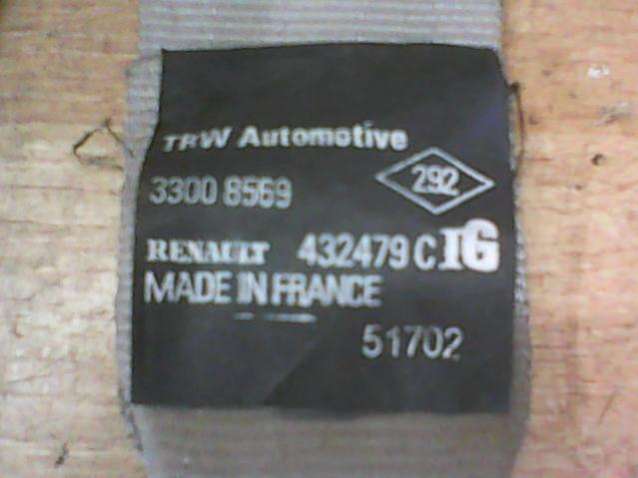 TRW Automotive
292
3300 8569
RENAULT 432479 C IG
MADE IN FRANCE
51702